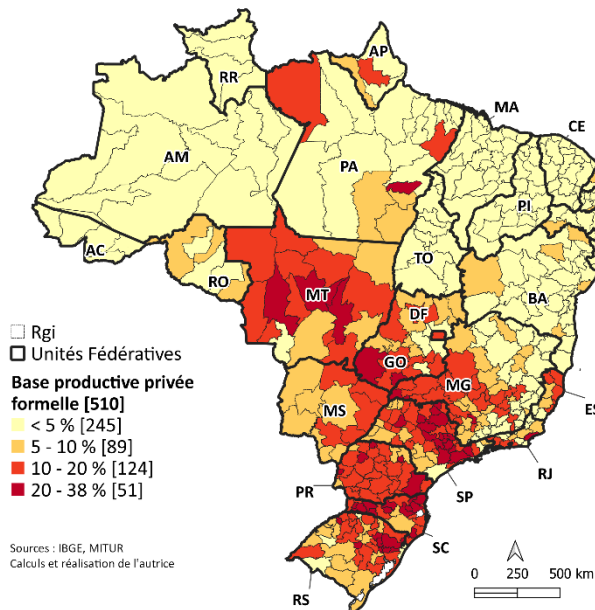 AP
RR
MA
CE
AM
PA
PI
AC
TO
RO
BA
MT
DF
GO
MG
MS
ES
RJ
PR
SP
SC
RS
Rgi
Unités Fédératives
Base productive privée
formelle [510]
< 5 % [245]
5 - 10 % [89]
10 - 20 % [124]
20 - 38 % [51]
Sources : IBGE, MITUR
Calculs et réalisation de l'autrice
0 250 500 km